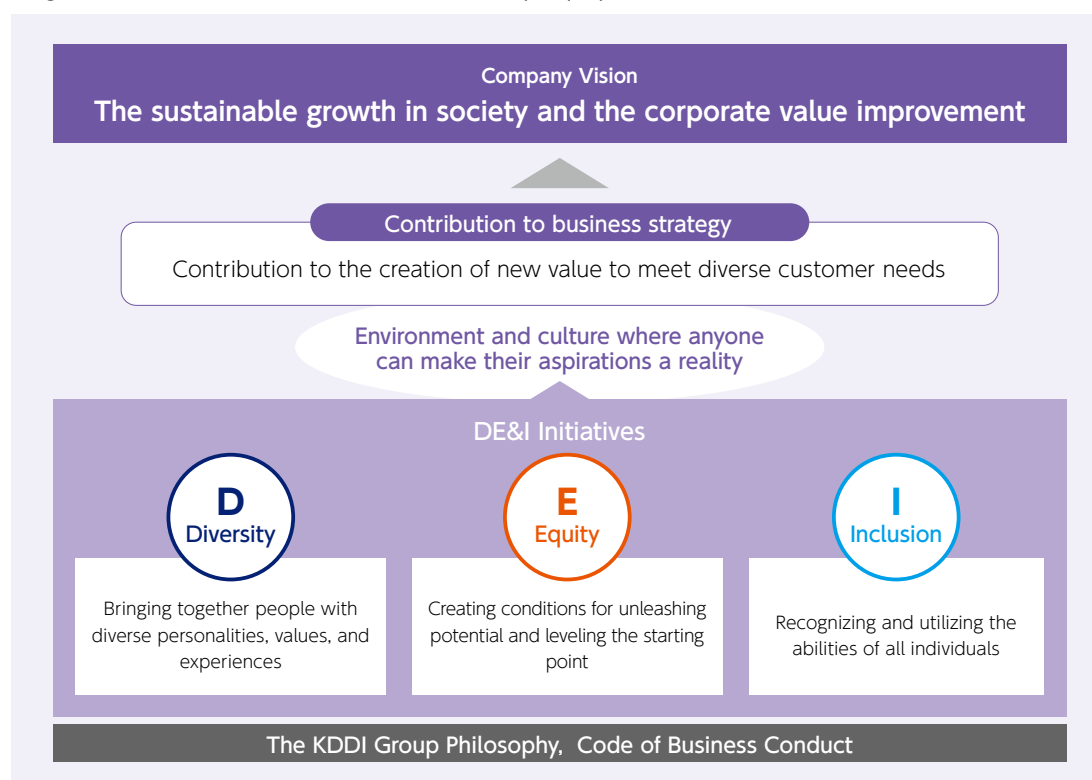 Company Vision
The sustainable growth in society and the corporate value improvement
Contribution to business strategy
Contribution to the creation of new value to meet diverse customer needs
Environment and culture where anyone
can make their aspirations a reality
DE&I Initiatives
D
Diversity
Bringing together people with
diverse personalities, values, and
experiences
E
Equity
Creating conditions for unleashing
potential and leveling the starting
point
I
Inclusion
Recognizing and utilizing the
abilities of all individuals
The KDDI Group Philosophy, Code of Business Conduct